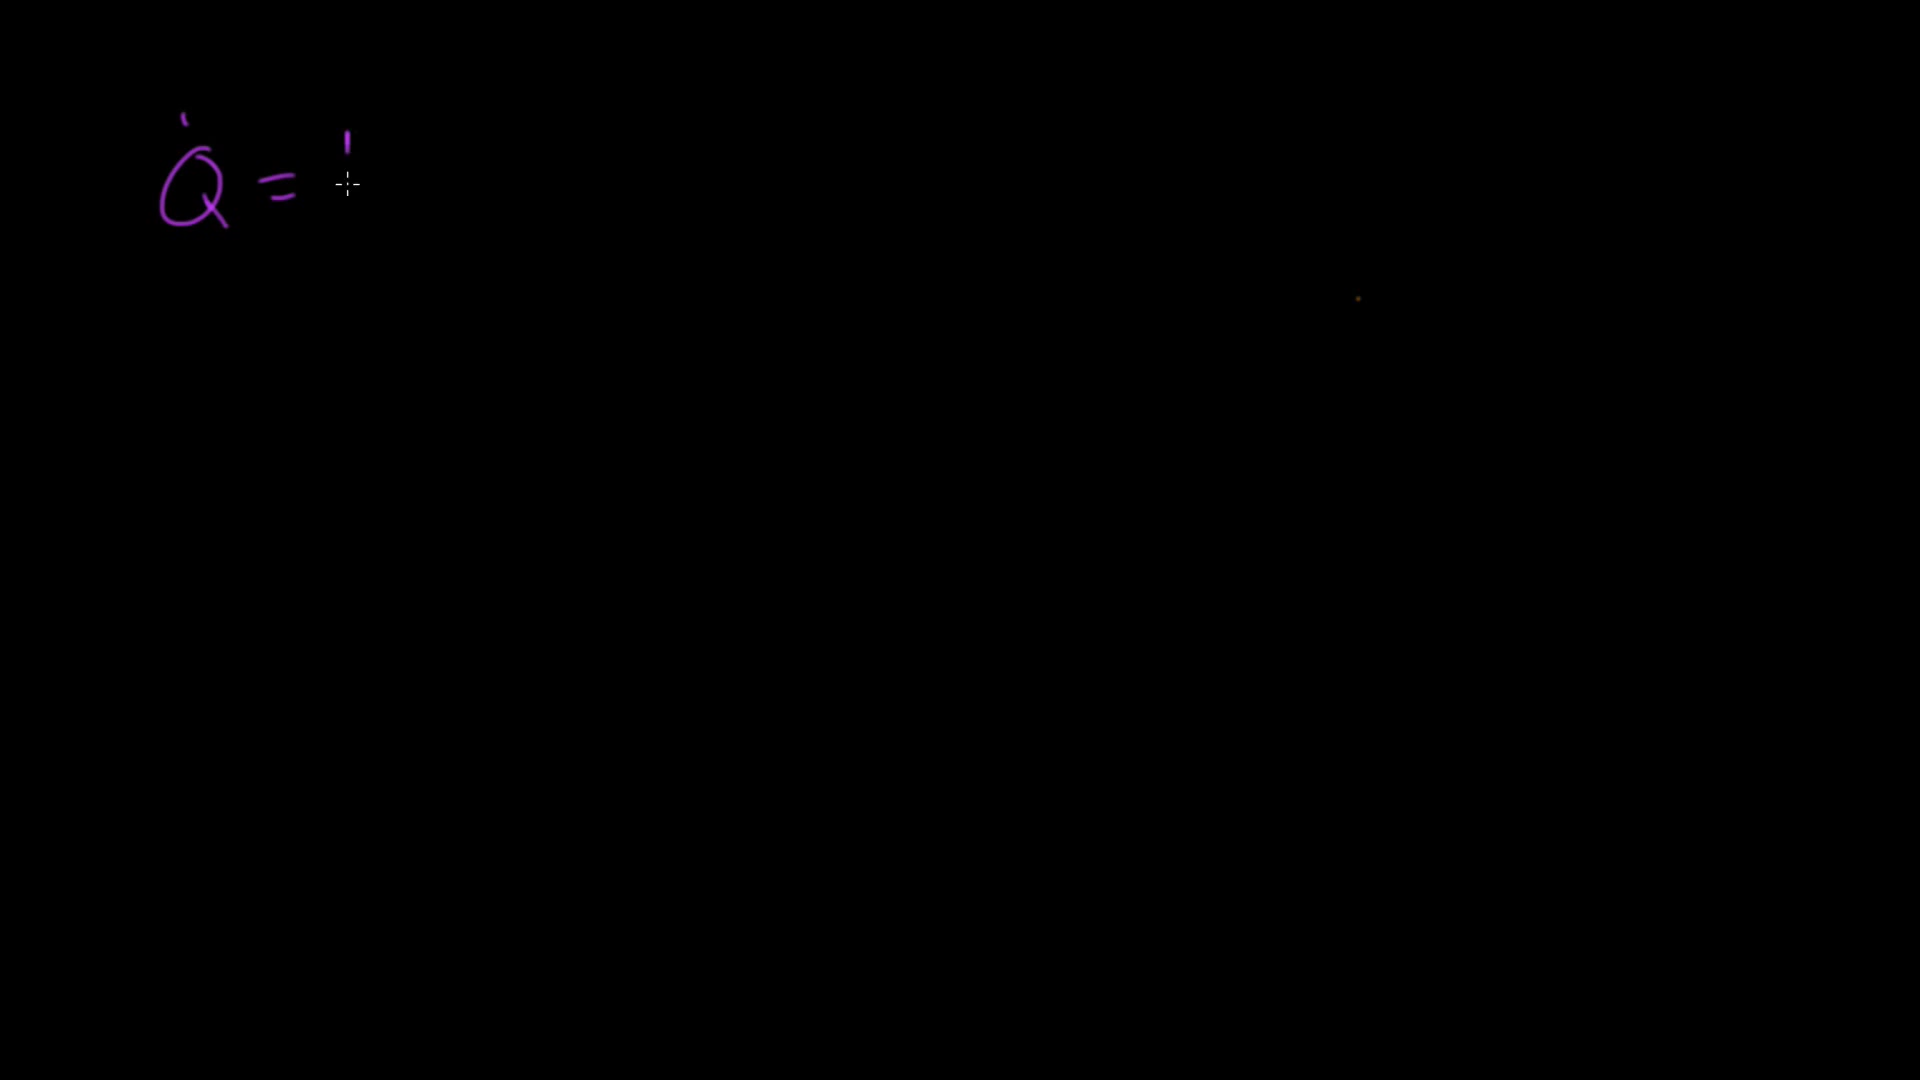 Q̇ =